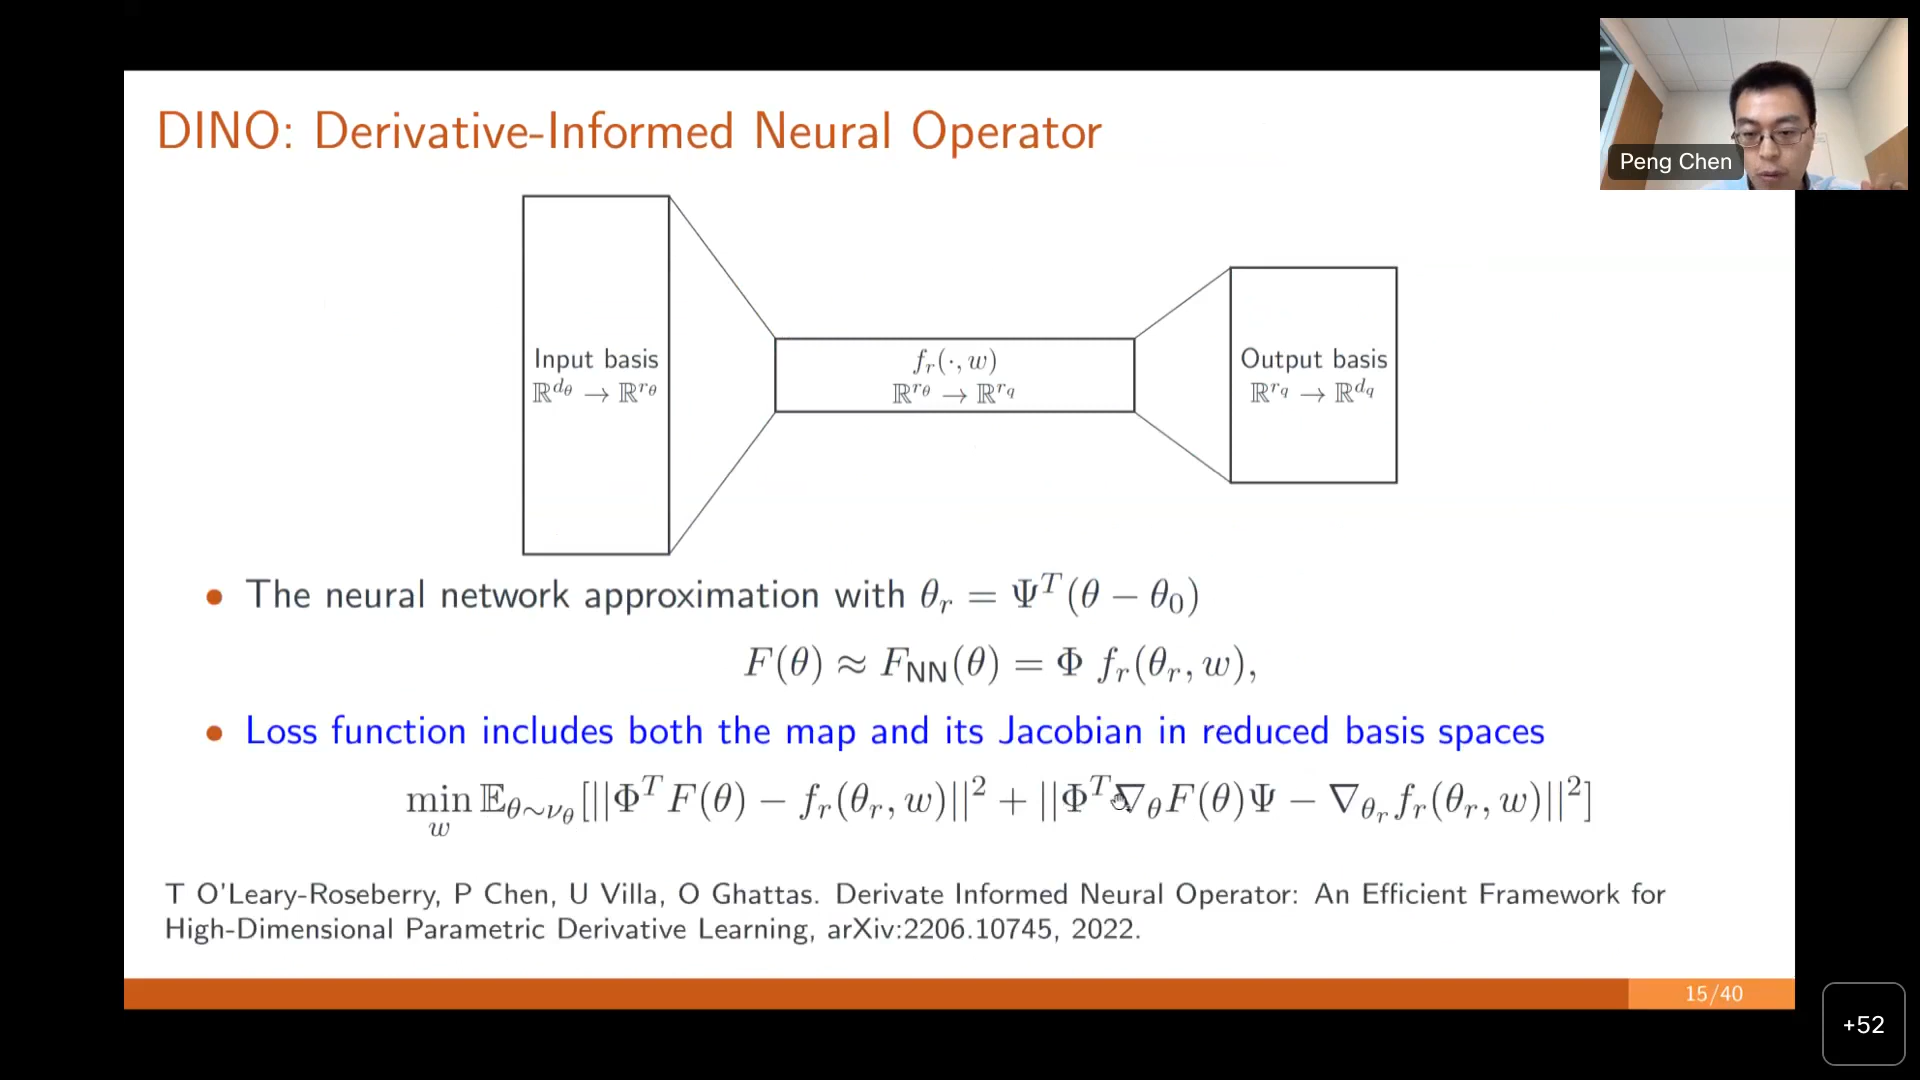 DINO: Derivative-Informed Neural Operator
Peng Chen
Input basis
ℝ^{d_θ} → ℝ^{r_θ}
f_r(·, w)
ℝ^{r_θ} → ℝ^{r_q}
Output basis
ℝ^{r_q} → ℝ^{d_q}
• The neural network approximation with θ_r = Ψ^T(θ − θ_0)
F(θ) ≈ F_{NN}(θ) = Φ f_r(θ_r, w),
• Loss function includes both the map and its Jacobian in reduced basis spaces
min_w 𝔼_{θ∼ν_θ}[||Φ^T F(θ) − f_r(θ_r, w)||^2 + ||Φ^T ∇_θ F(θ)Ψ − ∇_{θ_r} f_r(θ_r, w)||^2]
T O'Leary-Roseberry, P Chen, U Villa, O Ghattas. Derivate Informed Neural Operator: An Efficient Framework for
High-Dimensional Parametric Derivative Learning, arXiv:2206.10745, 2022.
15/40
+52